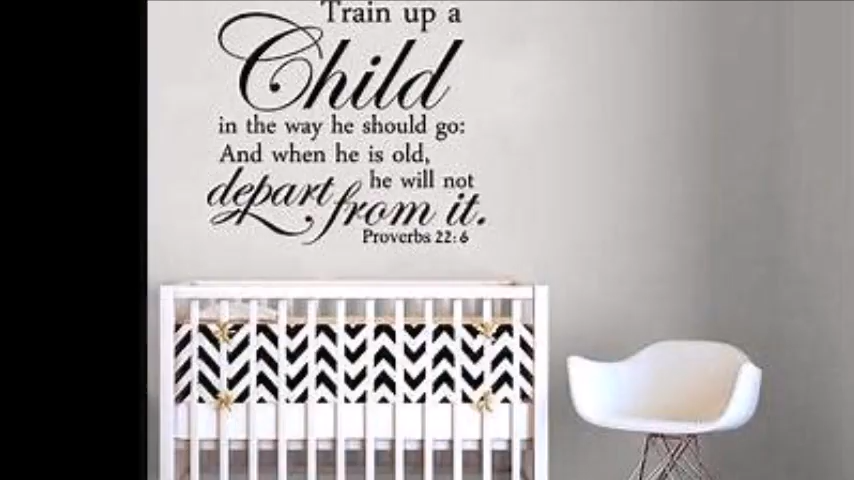 Train up a
Child
in the way he should go:
And when he is old,
he will not
depart from it.
Proverbs 22:6